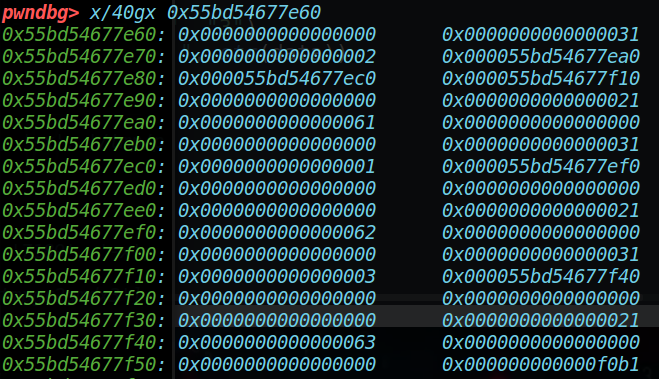 pwndbg> x/40gx 0x55bd54677e60
0x55bd54677e60: 0x0000000000000000 0x0000000000000031
0x55bd54677e70: 0x0000000000000002 0x000055bd54677ea0
0x55bd54677e80: 0x000055bd54677ec0 0x000055bd54677f10
0x55bd54677e90: 0x0000000000000000 0x0000000000000021
0x55bd54677ea0: 0x0000000000000061 0x0000000000000000
0x55bd54677eb0: 0x0000000000000000 0x0000000000000031
0x55bd54677ec0: 0x0000000000000001 0x000055bd54677ef0
0x55bd54677ed0: 0x0000000000000000 0x0000000000000000
0x55bd54677ee0: 0x0000000000000000 0x0000000000000021
0x55bd54677ef0: 0x0000000000000062 0x0000000000000000
0x55bd54677f00: 0x0000000000000000 0x0000000000000031
0x55bd54677f10: 0x0000000000000003 0x000055bd54677f40
0x55bd54677f20: 0x0000000000000000 0x0000000000000000
0x55bd54677f30: 0x0000000000000000 0x0000000000000021
0x55bd54677f40: 0x0000000000000063 0x0000000000000000
0x55bd54677f50: 0x0000000000000000 0x000000000000f0b1